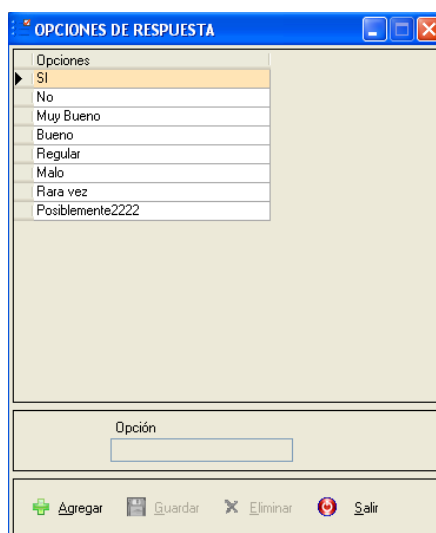 OPCIONES DE RESPUESTA
Opciones
SI
No
Muy Bueno
Bueno
Regular
Malo
Rara vez
Posiblemente2222
Opción
Agregar Guardar Eliminar Salir